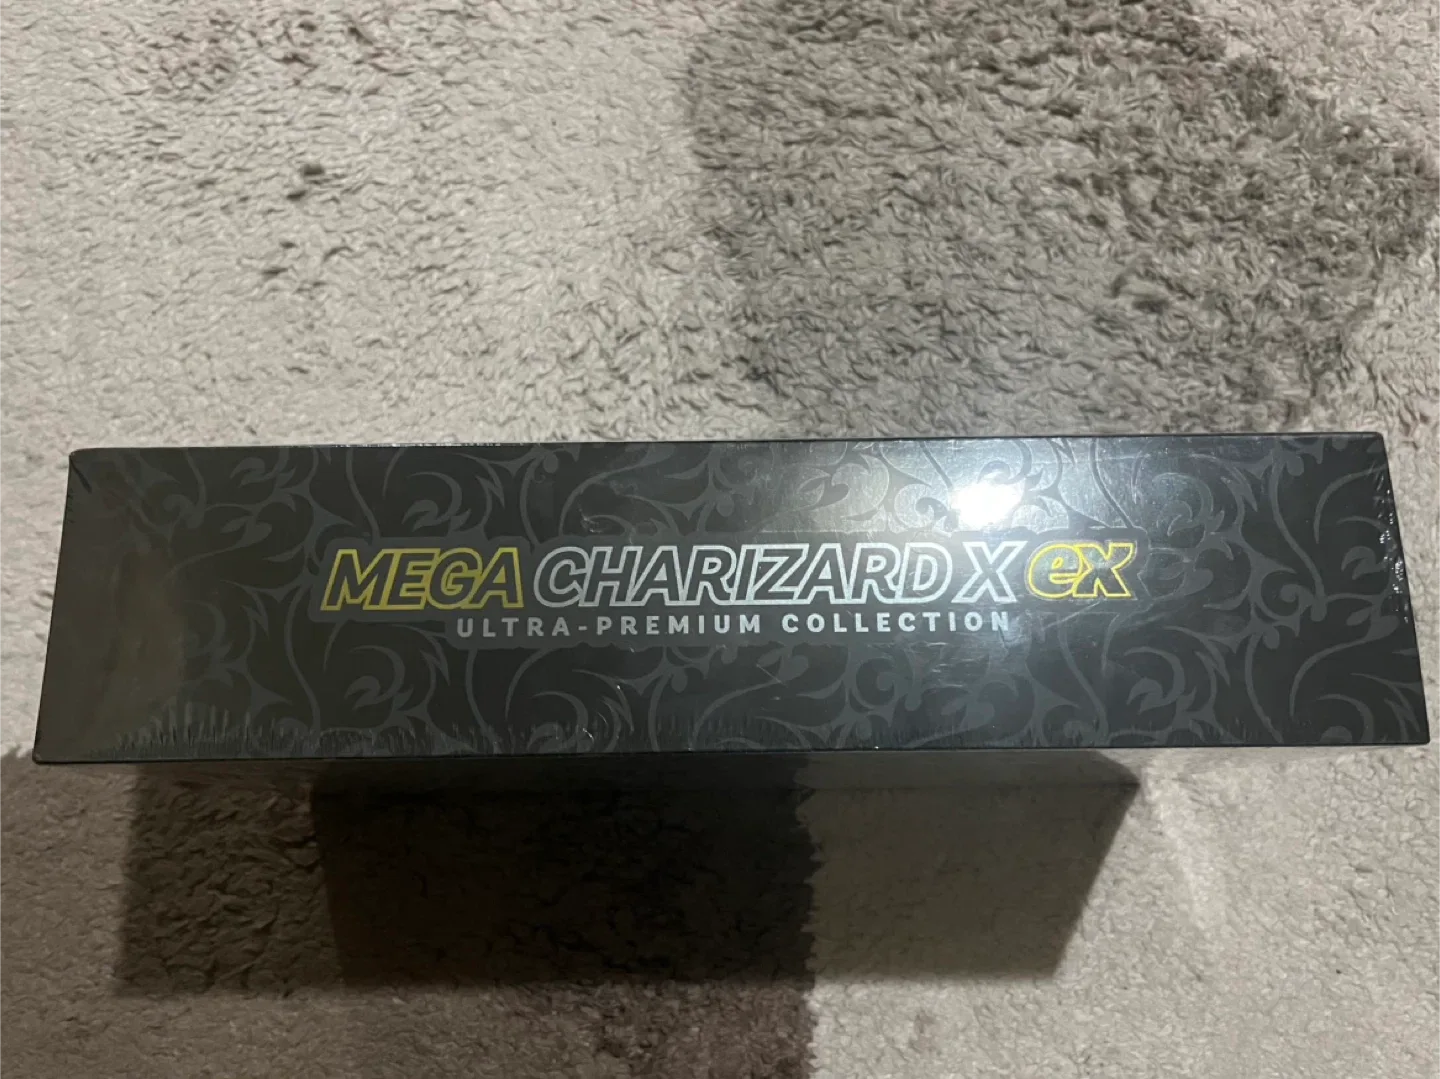 MEGA CHARIZARD X ex
ULTRA-PREMIUM COLLECTION